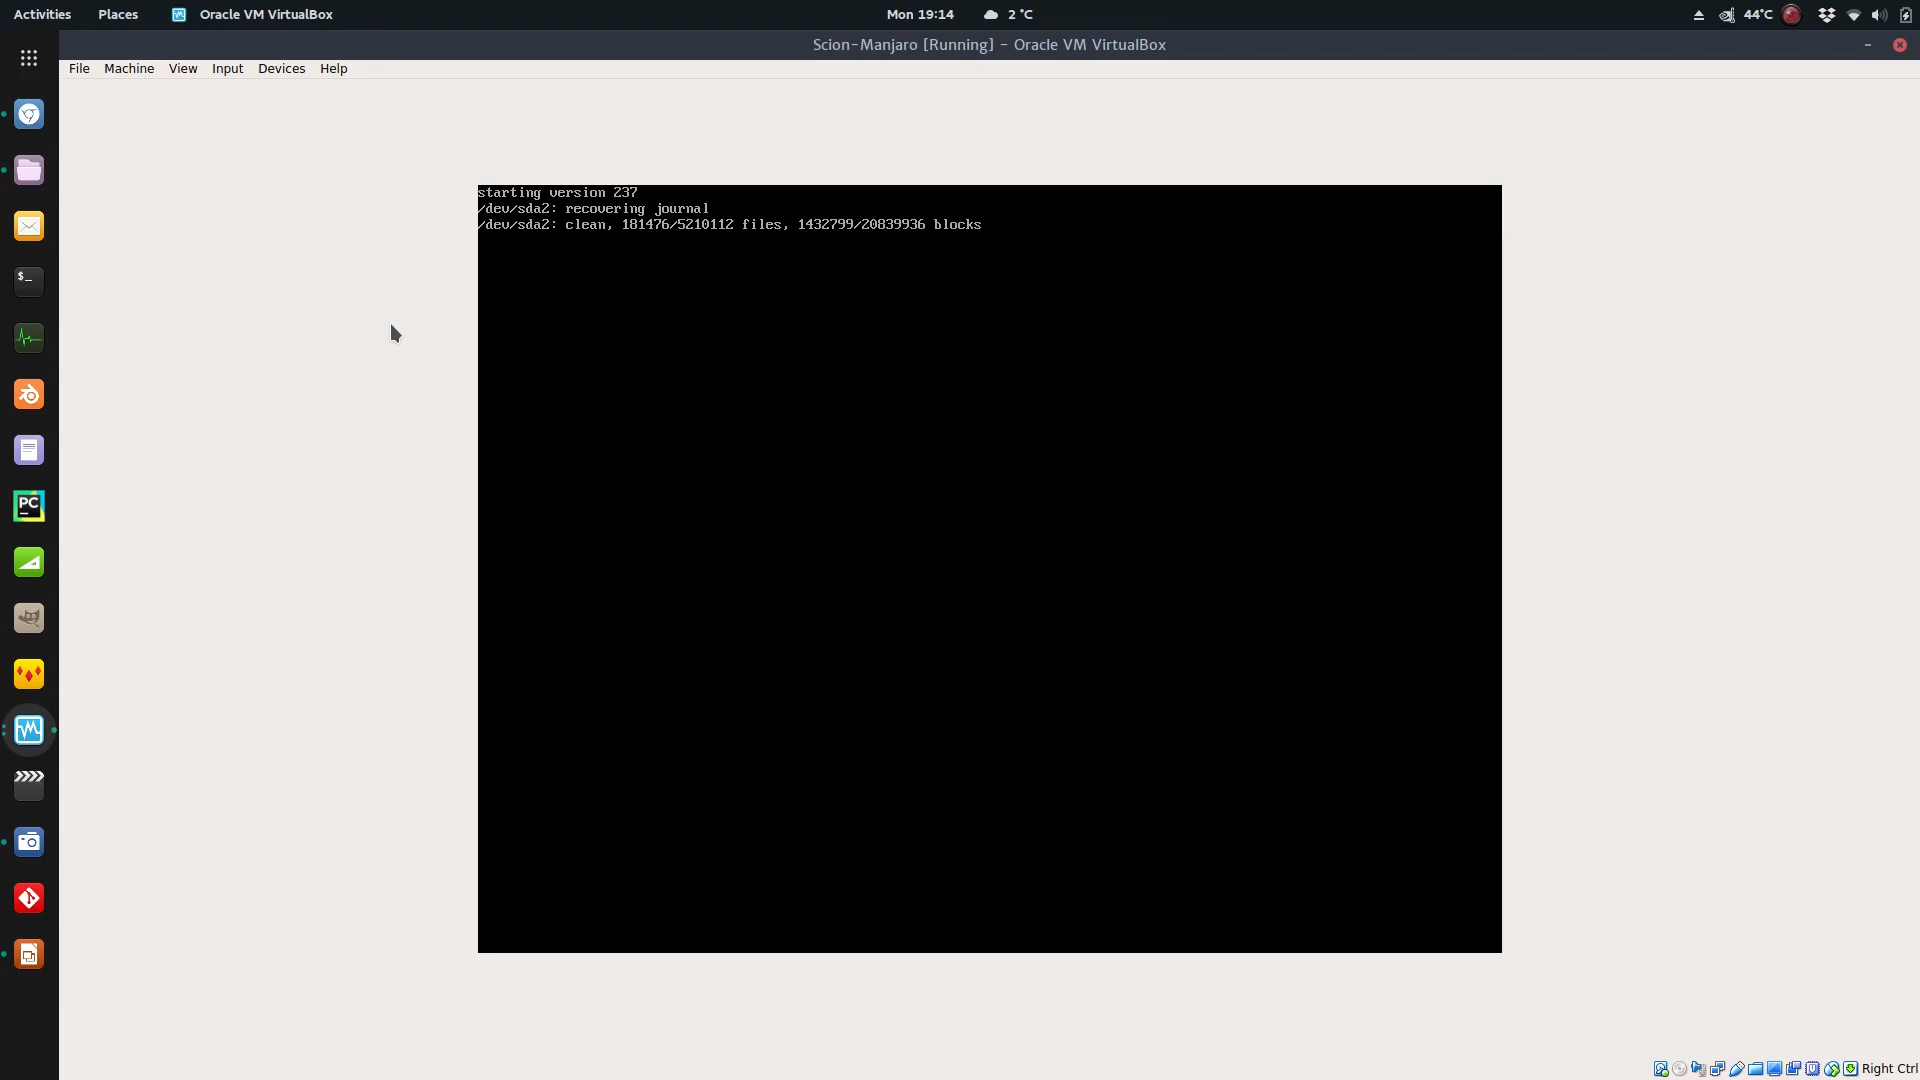 Activities Places Oracle VM VirtualBox Mon 19:14 2 °C 44°C
Scion-Manjaro [Running] - Oracle VM VirtualBox
File Machine View Input Devices Help
starting version 237
/dev/sda2: recovering journal
/dev/sda2: clean, 181476/5210112 files, 1432799/20839936 blocks
$_
PC
Right Ctrl